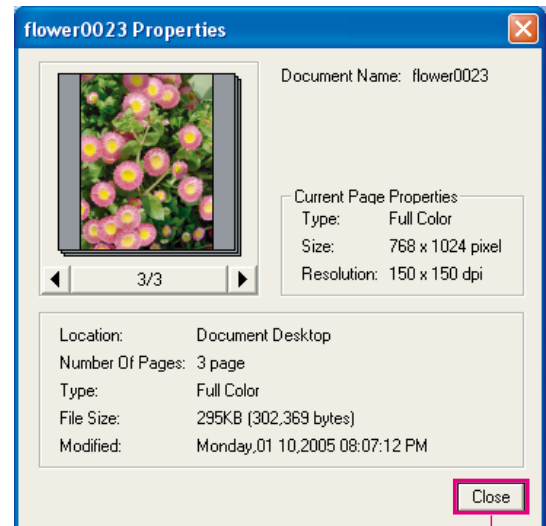 flower0023 Properties
Document Name: flower0023
Current Page Properties
Type: Full Color
Size: 768 x 1024 pixel
Resolution: 150 x 150 dpi
3/3
Location: Document Desktop
Number Of Pages: 3 page
Type: Full Color
File Size: 295KB (302,369 bytes)
Modified: Monday,01 10,2005 08:07:12 PM
Close